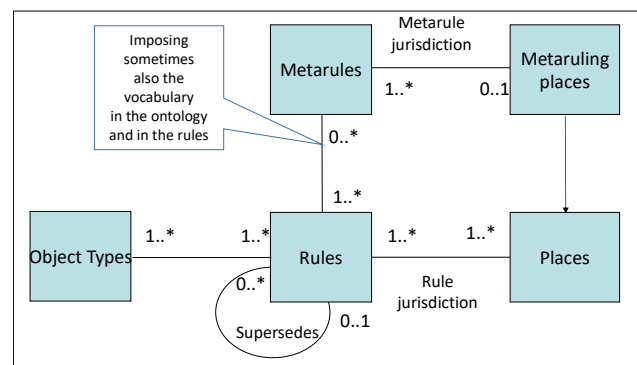 Imposing
sometimes
also the
vocabulary
in the ontology
and in the rules
Metarules
Metarule
jurisdiction
Metaruling
places
1..*
0..1
0..*
1..*
Object Types
1..*
1..*
Rules
1..*
1..*
Places
Rule
jurisdiction
0..*
0..1
Supersedes